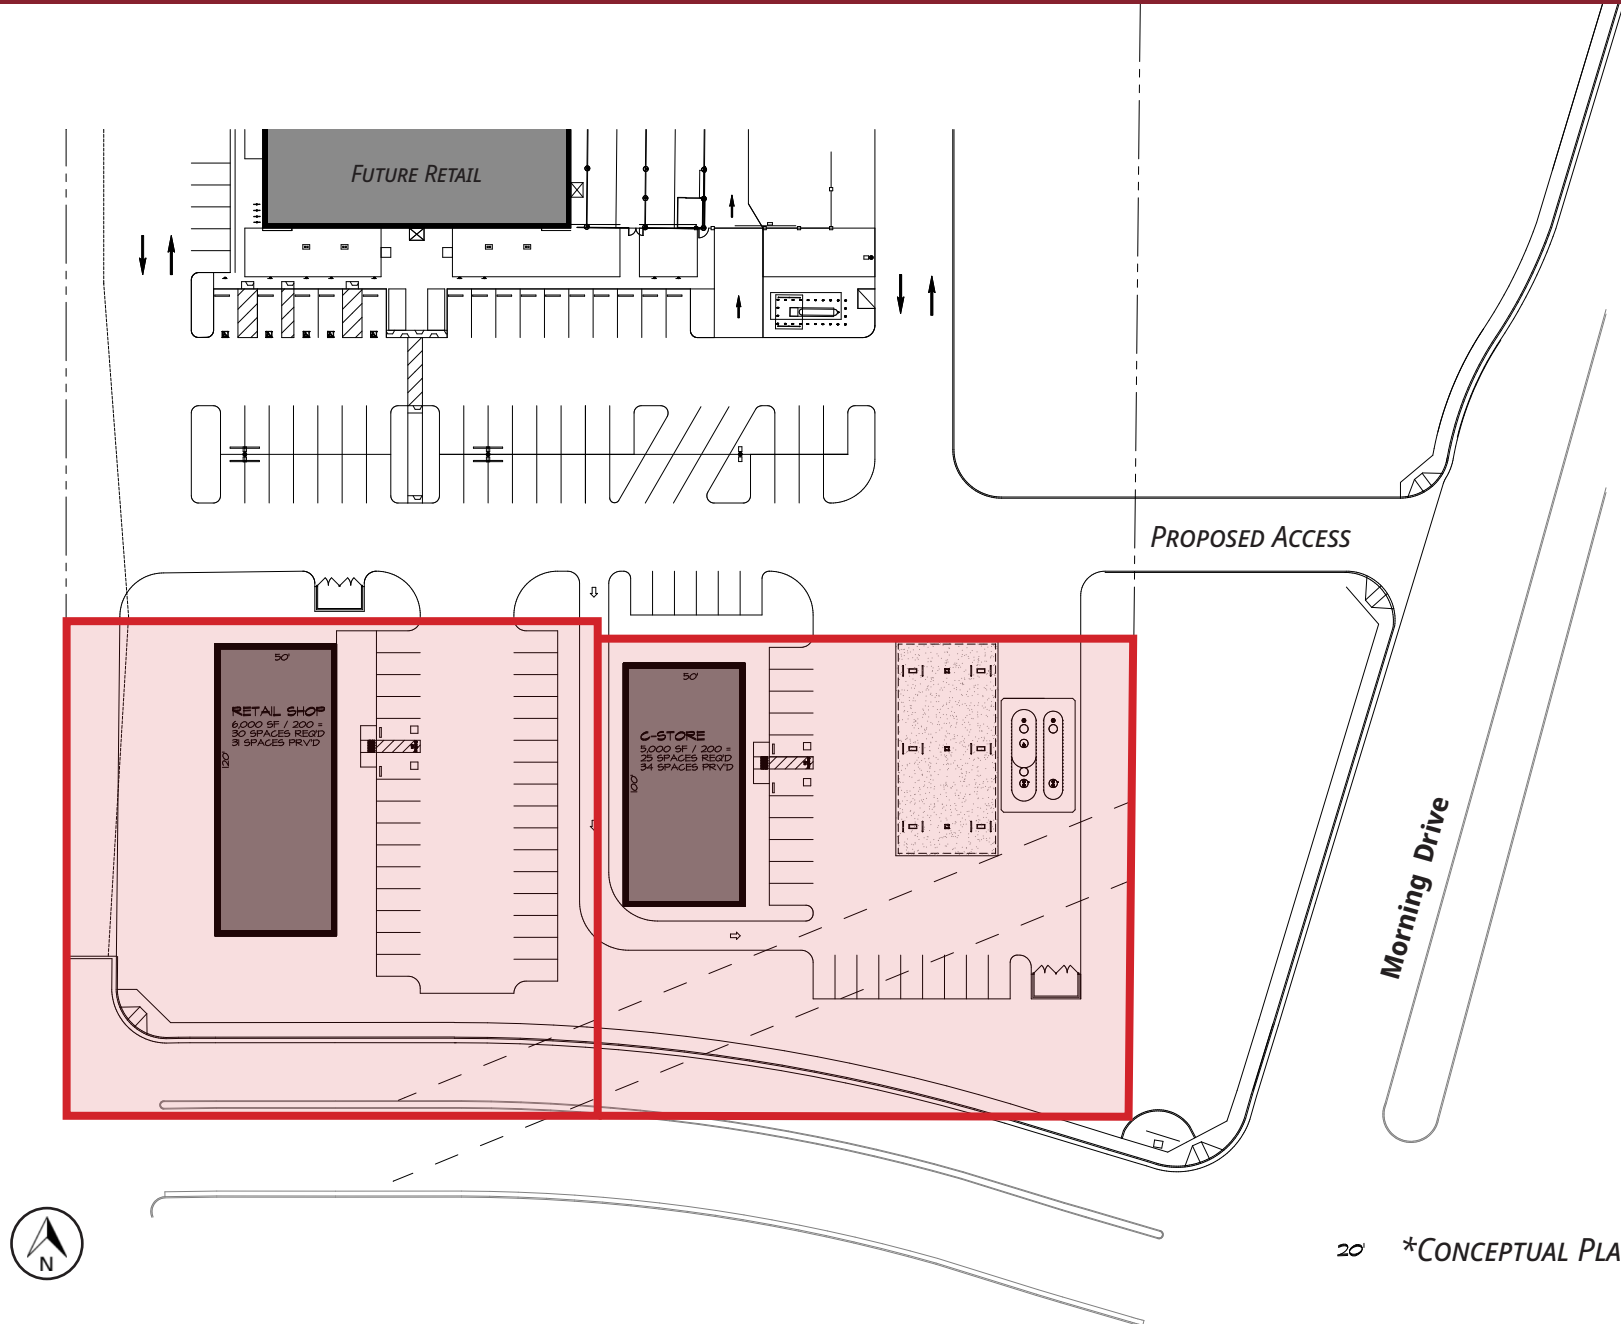 FUTURE RETAIL
PROPOSED ACCESS
50'
RETAIL SHOP
6,000 SF / 200 =
30 SPACES REQ'D
31 SPACES PRV'D
120'
50'
C-STORE
5,000 SF / 200 =
25 SPACES REQ'D
34 SPACES PRV'D
100'
Morning Drive
N
20' *CONCEPTUAL PLA